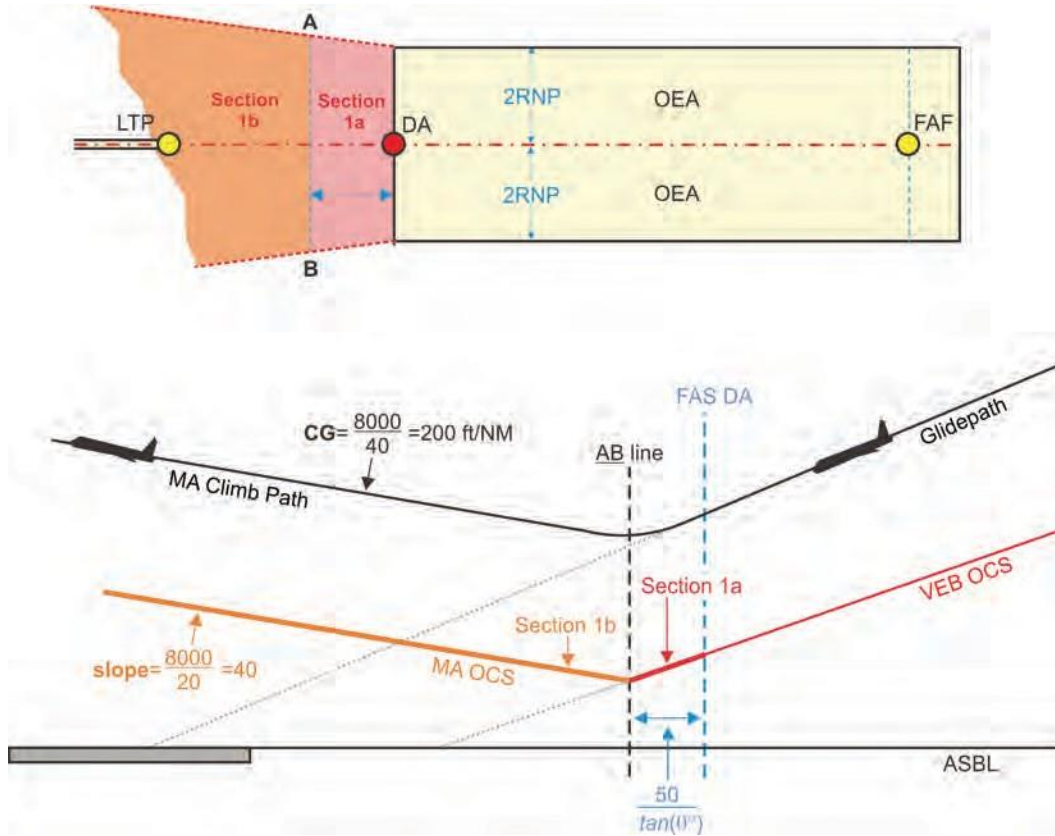 A
Section 1b
Section 1a
LTP
DA
2RNP
OEA
FAF
2RNP
OEA
B
FAS DA
CG= 8000/40 =200 ft/NM
AB line
Glidepath
MA Climb Path
Section 1a
VEB OCS
Section 1b
slope= 8000/20 =40
MA OCS
ASBL
50
tan(θ°)